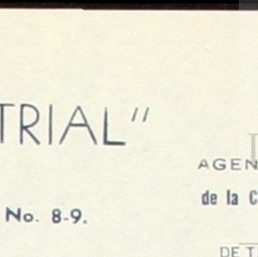 TRIAL"
AGEN
de la C
No. 8-9.
DE T